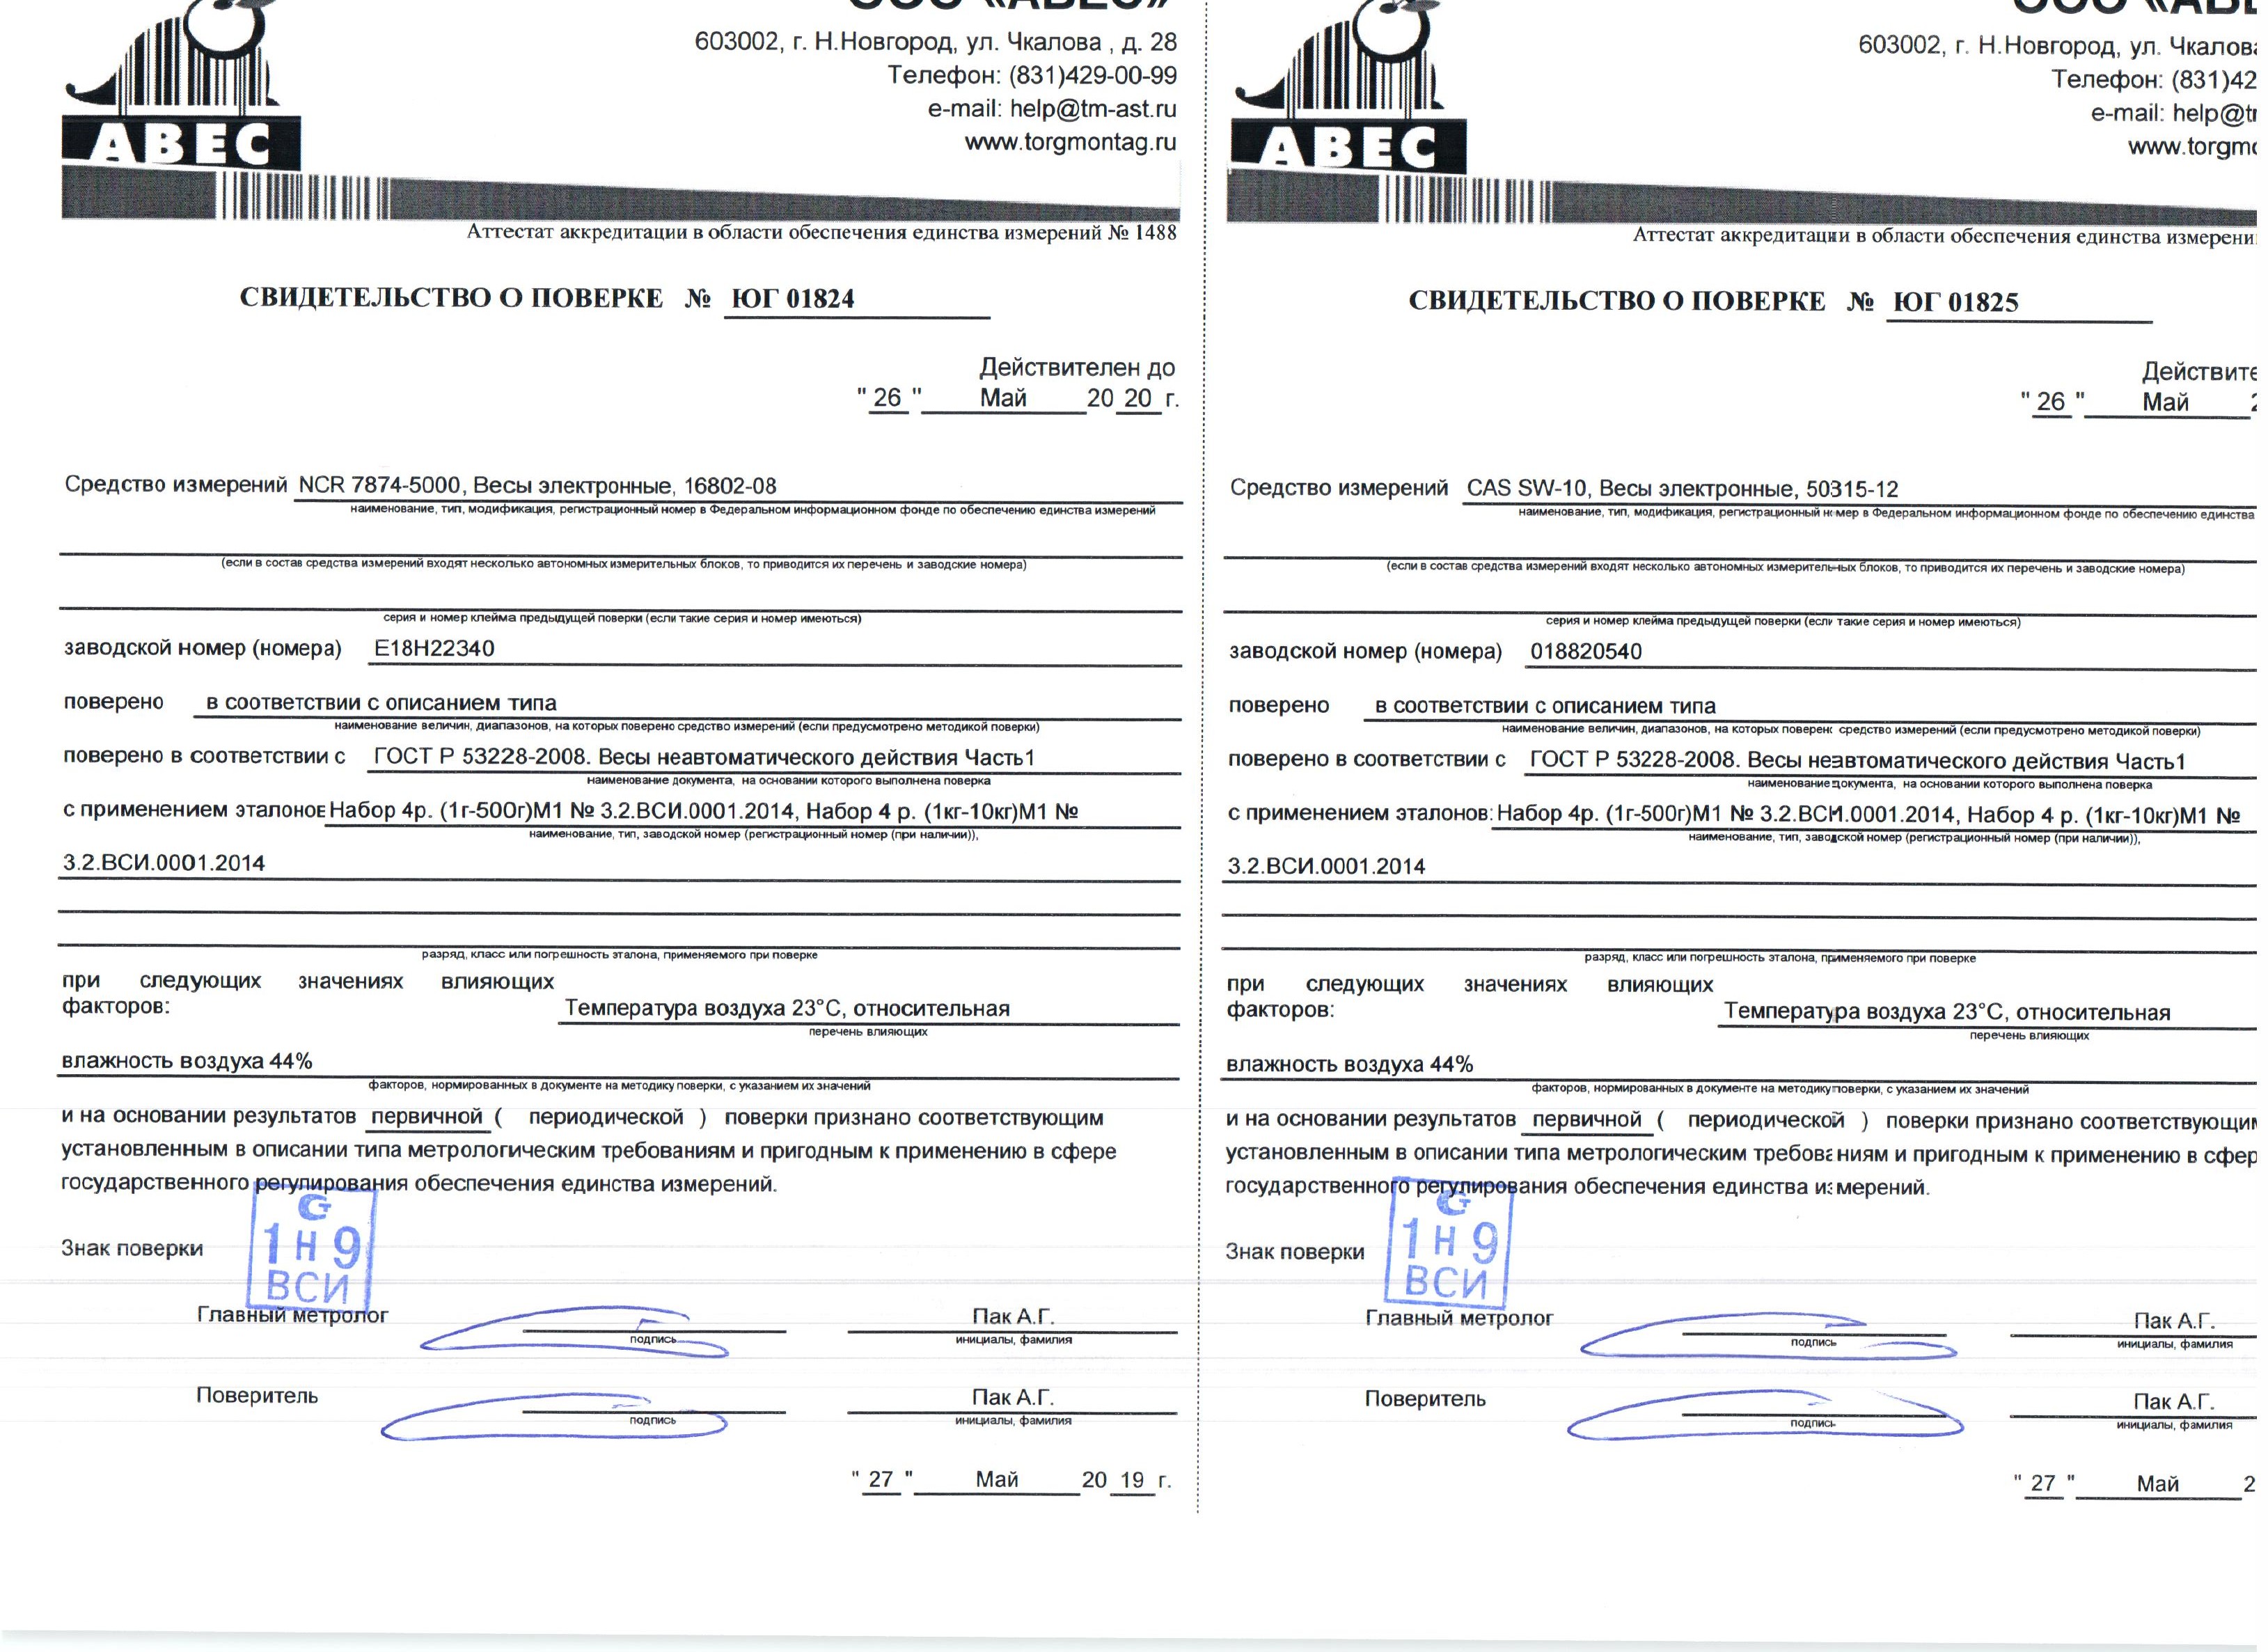 ООО «АВЕС»
603002, г. Н.Новгород, ул. Чкалова , д. 28
Телефон: (831)429-00-99
e-mail: help@tm-ast.ru
www.torgmontag.ru
АВЕС
Аттестат аккредитации в области обеспечения единства измерений № 1488
СВИДЕТЕЛЬСТВО О ПОВЕРКЕ № ЮГ 01824
Действителен до
" 26 " Май 20 20 г.
Средство измерений NCR 7874-5000, Весы электронные, 16802-08
наименование, тип, модификация, регистрационный номер в Федеральном информационном фонде по обеспечению единства измерений
(если в состав средства измерений входят несколько автономных измерительных блоков, то приводится их перечень и заводские номера)
серия и номер клейма предыдущей поверки (если такие серия и номер имеються)
заводской номер (номера) E18H22340
поверено в соответствии с описанием типа
наименование величин, диапазонов, на которых поверено средство измерений (если предусмотрено методикой поверки)
поверено в соответствии с ГОСТ Р 53228-2008. Весы неавтоматического действия Часть1
наименование документа, на основании которого выполнена поверка
с применением эталонов Набор 4р. (1г-500г)М1 № 3.2.ВСИ.0001.2014, Набор 4 р. (1кг-10кг)М1 №
наименование, тип, заводской номер (регистрационный номер (при наличии)),
3.2.ВСИ.0001.2014
разряд, класс или погрешность эталона, применяемого при поверке
при следующих значениях влияющих
факторов: Температура воздуха 23°С, относительная
перечень влияющих
влажность воздуха 44%
факторов, нормированных в документе на методику поверки, с указанием их значений
и на основании результатов первичной ( периодической ) поверки признано соответствующим
установленным в описании типа метрологическим требованиям и пригодным к применению в сфере
государственного регулирования обеспечения единства измерений.
Знак поверки
1 Н 9
ВСИ
Главный метролог Пак А.Г.
подпись инициалы, фамилия
Поверитель Пак А.Г.
подпись инициалы, фамилия
" 27 " Май 20 19 г.
ООО «АВЕ
603002, г. Н.Новгород, ул. Чкалова
Телефон: (831)42
e-mail: help@t
www.torgmo
АВЕС
Аттестат аккредитации в области обеспечения единства измерени
СВИДЕТЕЛЬСТВО О ПОВЕРКЕ № ЮГ 01825
Действите
" 26 " Май 2
Средство измерений CAS SW-10, Весы электронные, 50315-12
наименование, тип, модификация, регистрационный номер в Федеральном информационном фонде по обеспечению единства
(если в состав средства измерений входят несколько автономных измерительных блоков, то приводится их перечень и заводские номера)
серия и номер клейма предыдущей поверки (если такие серия и номер имеються)
заводской номер (номера) 018820540
поверено в соответствии с описанием типа
наименование величин, диапазонов, на которых поверено средство измерений (если предусмотрено методикой поверки)
поверено в соответствии с ГОСТ Р 53228-2008. Весы неавтоматического действия Часть1
наименование документа, на основании которого выполнена поверка
с применением эталонов: Набор 4р. (1г-500г)М1 № 3.2.ВСИ.0001.2014, Набор 4 р. (1кг-10кг)М1 №
наименование, тип, заводской номер (регистрационный номер (при наличии)),
3.2.ВСИ.0001.2014
разряд, класс или погрешность эталона, применяемого при поверке
при следующих значениях влияющих
факторов: Температура воздуха 23°С, относительная
перечень влияющих
влажность воздуха 44%
факторов, нормированных в документе на методику поверки, с указанием их значений
и на основании результатов первичной ( периодической ) поверки признано соответствующим
установленным в описании типа метрологическим требованиям и пригодным к применению в сфер
государственного регулирования обеспечения единства измерений.
Знак поверки
1 Н 9
ВСИ
Главный метролог Пак А.Г.
подпись инициалы, фамилия
Поверитель Пак А.Г.
подпись инициалы, фамилия
" 27 " Май 2